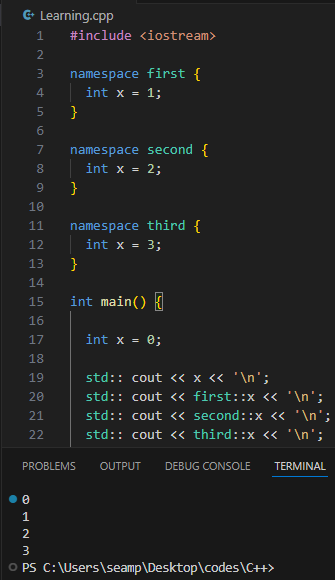 Learning.cpp
1 #include <iostream>
2
3 namespace first {
4 int x = 1;
5 }
6
7 namespace second {
8 int x = 2;
9 }
10
11 namespace third {
12 int x = 3;
13 }
14
15 int main() {
16
17 int x = 0;
18
19 std:: cout << x << '\n';
20 std:: cout << first::x << '\n';
21 std:: cout << second::x << '\n';
22 std:: cout << third::x << '\n';
PROBLEMS OUTPUT DEBUG CONSOLE TERMINAL
0
1
2
3
PS C:\Users\seamp\Desktop\codes\C++>